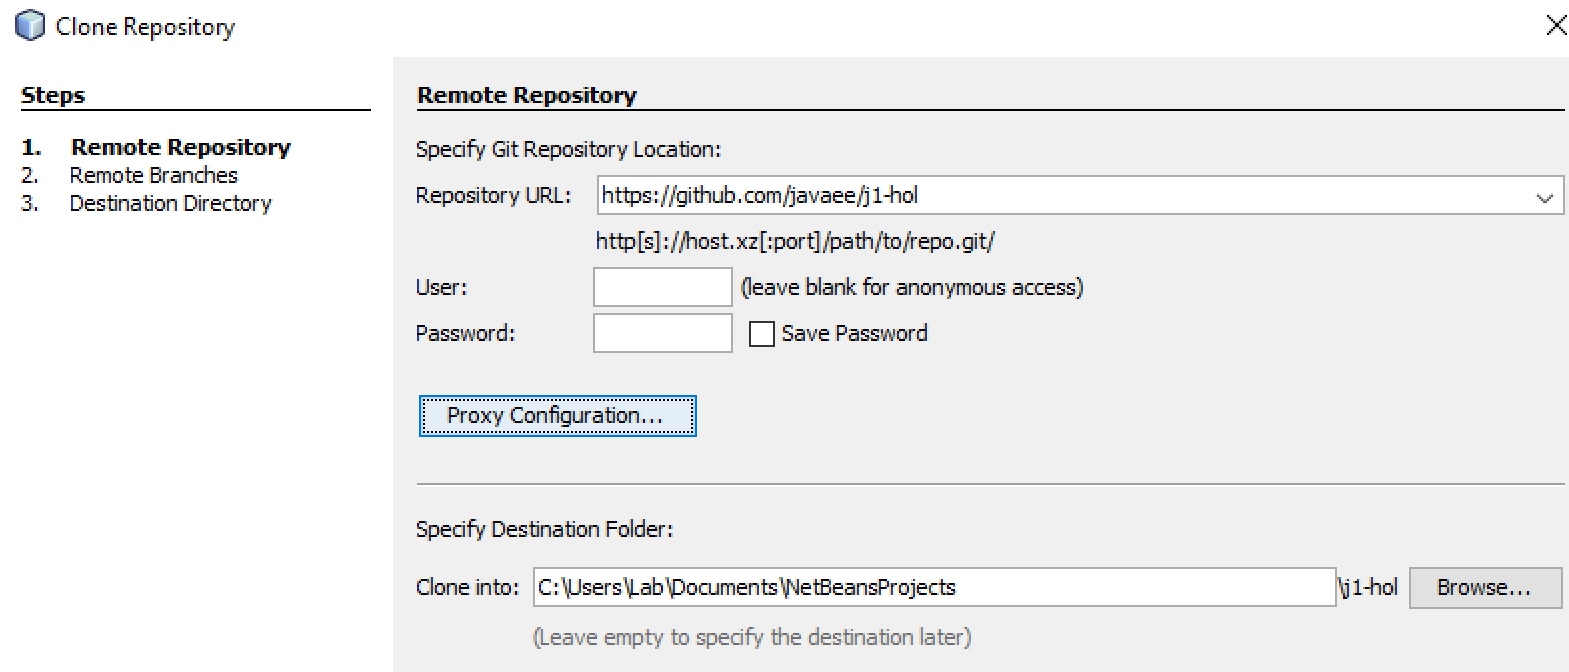 Clone Repository
Steps
1. Remote Repository
2. Remote Branches
3. Destination Directory
Remote Repository
Specify Git Repository Location:
Repository URL: https://github.com/javaee/j1-hol
http[s]://host.xz[:port]/path/to/repo.git/
User: (leave blank for anonymous access)
Password: Save Password
Proxy Configuration...
Specify Destination Folder:
Clone into: C:\Users\Lab\Documents\NetBeansProjects \j1-hol Browse...
(Leave empty to specify the destination later)